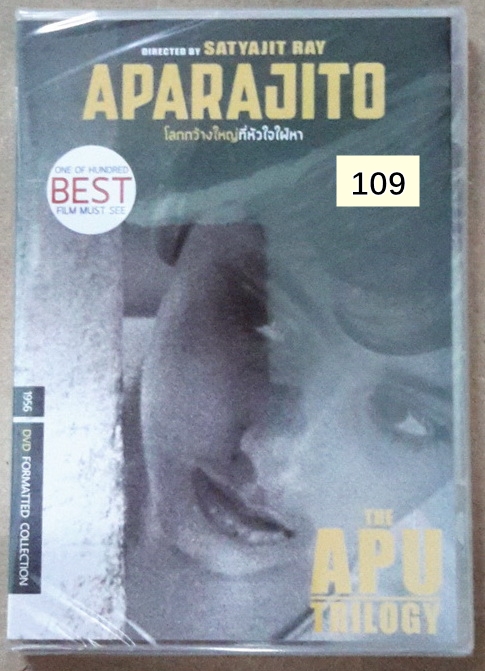 DIRECTED BY SATYAJIT RAY
APARAJITO
โลกกว้างใหญ่ที่หัวใจใฝ่หา
ONE OF HUNDRED
BEST
FILM MUST SEE
109
1956
DVD FORMATTED COLLECTION
THE
APU
TRILOGY